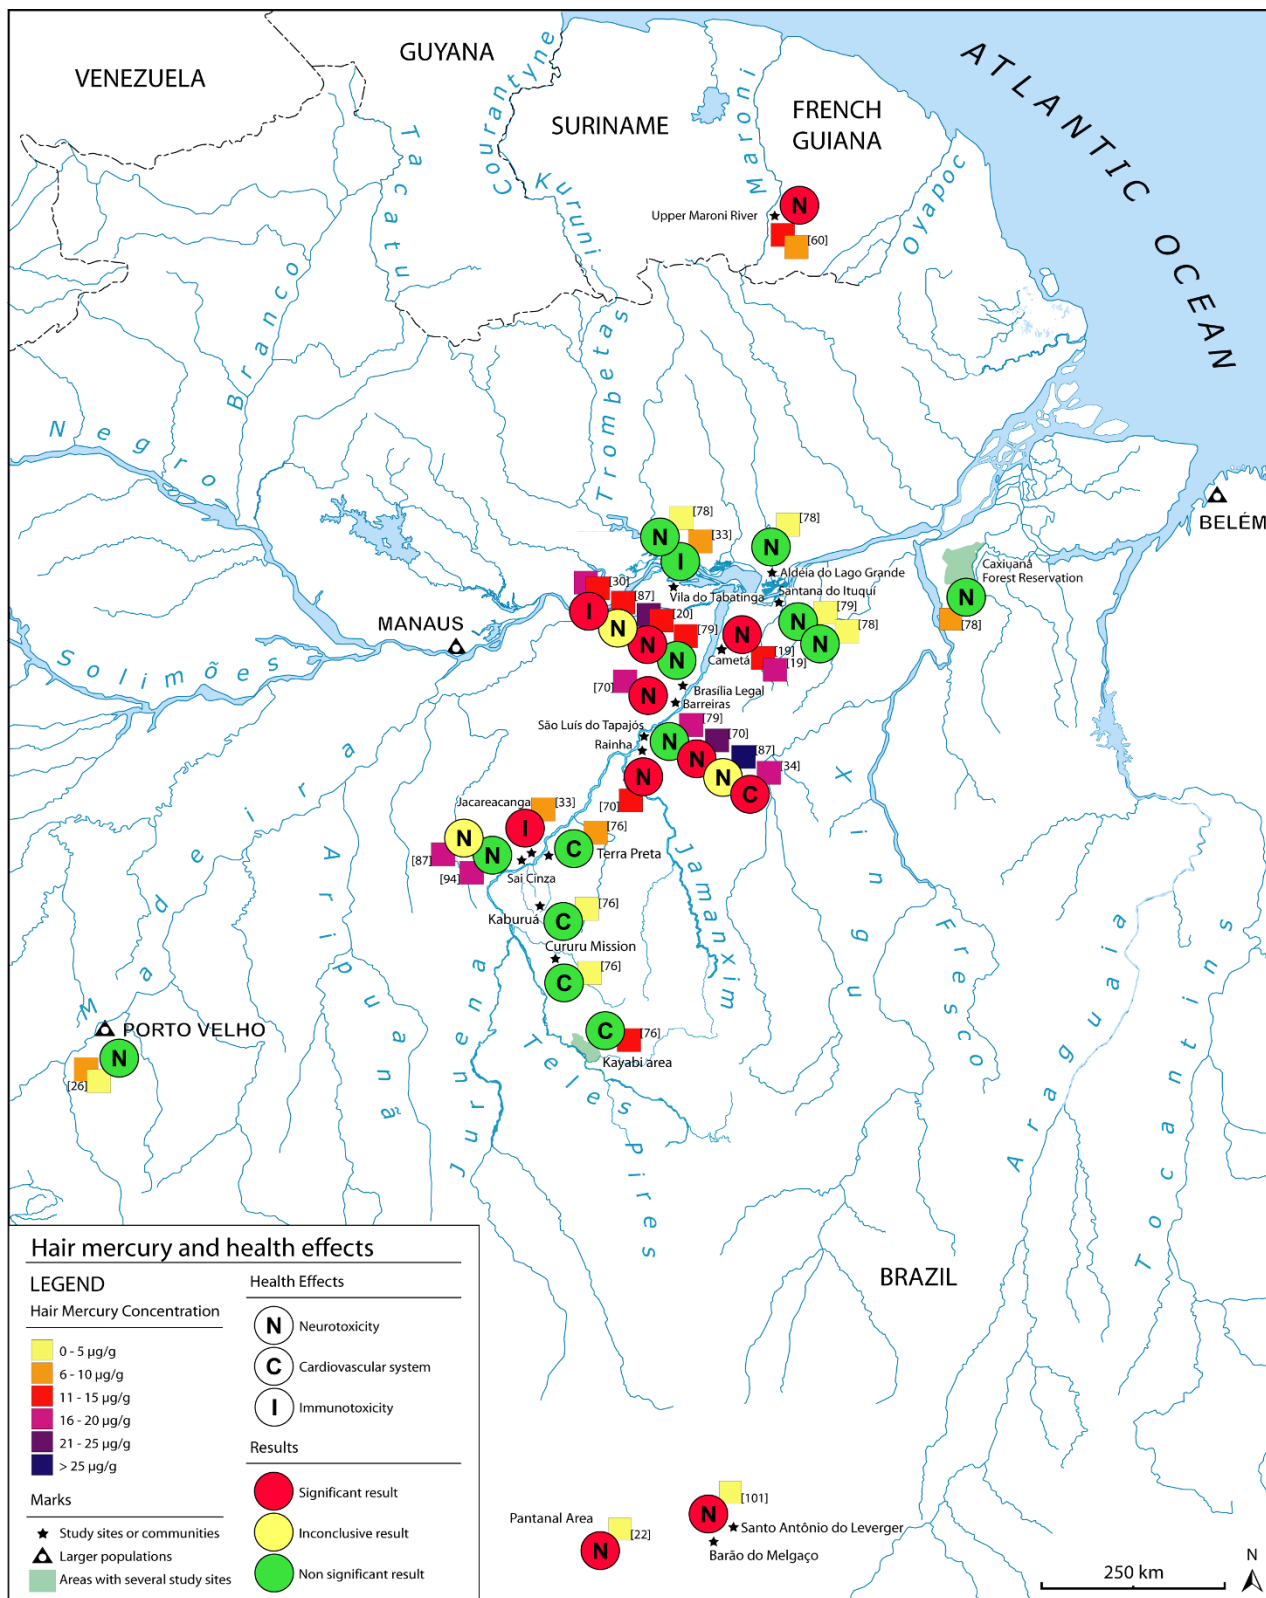 VENEZUELA
GUYANA
SURINAME
FRENCH
GUIANA
ATLANTIC OCEAN
Courantyne
Kuruni
Tacatu
Maroni
Oyapoc
Upper Maroni River
[60]
Branco
Negro
Trombetas
Solimões
MANAUS
BELÉM
[78]
[33]
[78]
Aldéia do Lago Grande
Caxiuanã
Forest Reservation
[78]
Vila do Tabatinga
Santana do Ituquí
[79]
[78]
N
I
N
N
N
N
N
[30]
[87]
[20]
[79]
I
N
N
N
Cametá
N
[19]
[19]
[70]
N
Brasília Legal
Barreiras
São Luís do Tapajós
Rainha
[79]
[70]
[87]
[34]
N
N
N
C
N
[70]
Jacareacanga
[33]
[76]
I
C
Terra Preta
N
N
[87]
[94]
Sai Cinza
Kaburuá
[76]
C
Cururu Mission
[76]
C
C
[76]
Kayabi area
Madeira
Aripuanã
Juruena
Teles pires
Jamanxim
Xingu
Fresco
Araguaia
Tocantins
PORTO VELHO
N
[26]
BRAZIL
Pantanal Area
[22]
N
[101]
N
Santo Antônio do Leverger
Barão do Melgaço
Hair mercury and health effects
LEGEND
Hair Mercury Concentration
0 - 5 µg/g
6 - 10 µg/g
11 - 15 µg/g
16 - 20 µg/g
21 - 25 µg/g
> 25 µg/g
Marks
Study sites or communities
Larger populations
Areas with several study sites
Health Effects
N Neurotoxicity
C Cardiovascular system
I Immunotoxicity
Results
Significant result
Inconclusive result
Non significant result
250 km
N
N